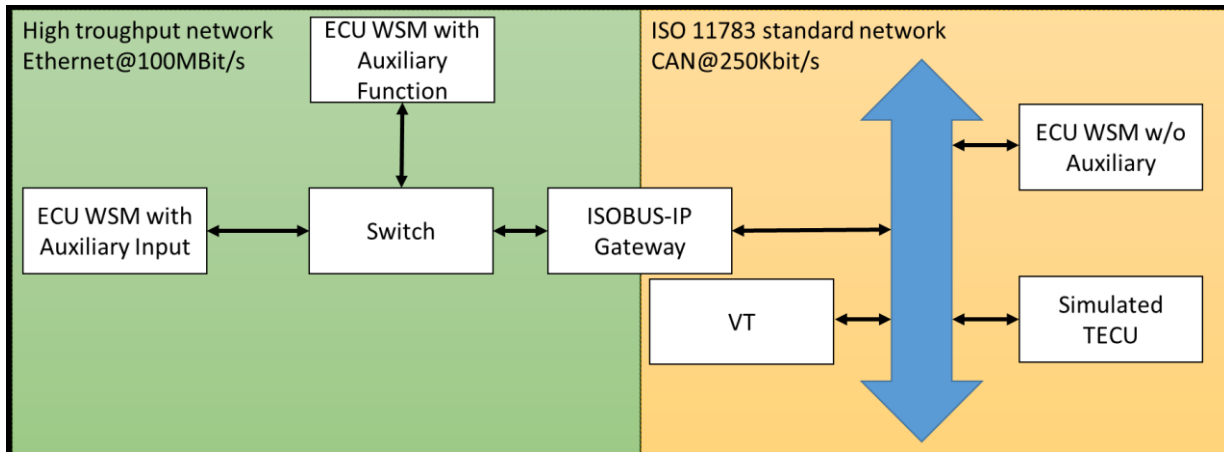 High troughput network
Ethernet@100MBit/s
ECU WSM with
Auxiliary
Function
ECU WSM with
Auxiliary Input
Switch
ISOBUS-IP
Gateway
ISO 11783 standard network
CAN@250Kbit/s
ECU WSM w/o
Auxiliary
VT
Simulated
TECU